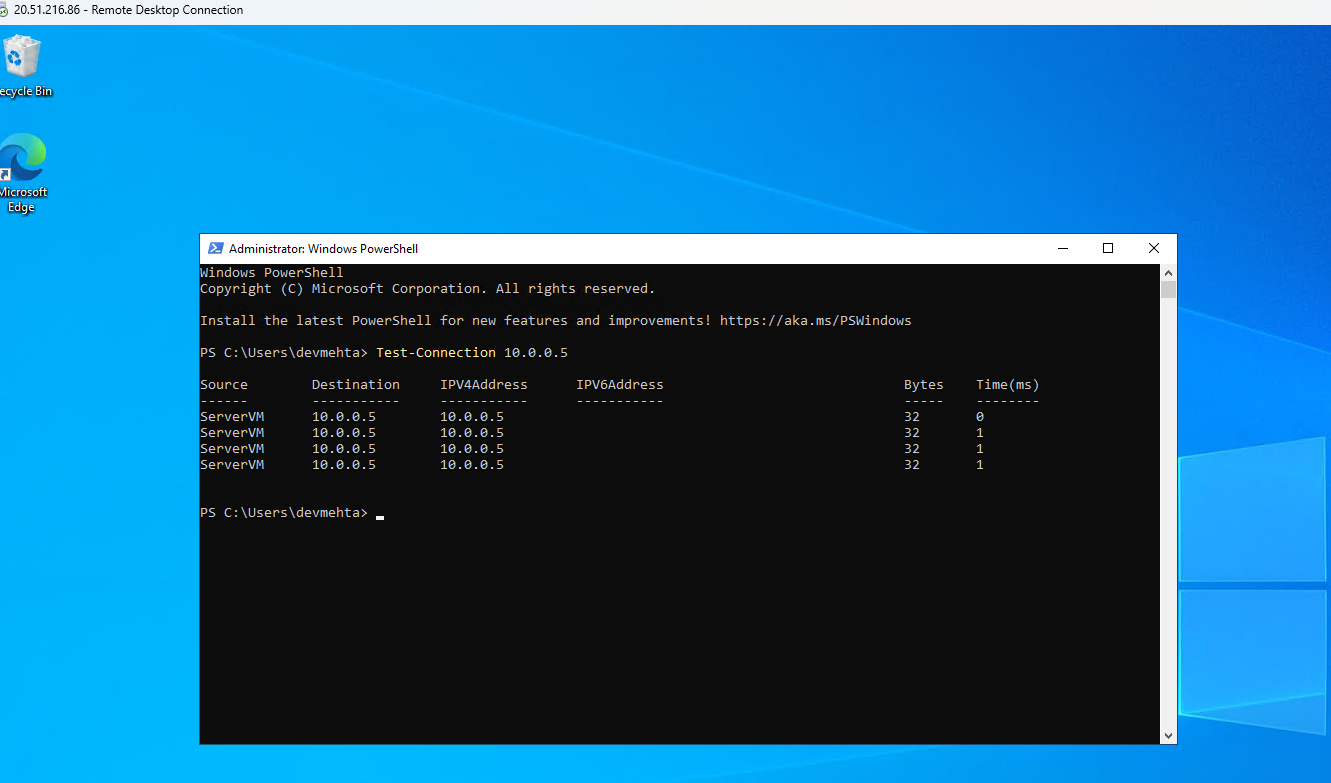 20.51.216.86 - Remote Desktop Connection
ecycle Bin
Microsoft
Edge
Administrator: Windows PowerShell
Windows PowerShell
Copyright (C) Microsoft Corporation. All rights reserved.
Install the latest PowerShell for new features and improvements! https://aka.ms/PSWindows
PS C:\Users\devmehta> Test-Connection 10.0.0.5
Source        Destination     IPV4Address      IPV6Address                              Bytes    Time(ms)
------        -----------     -----------      -----------                              -----    --------
ServerVM      10.0.0.5        10.0.0.5                                                  32       0
ServerVM      10.0.0.5        10.0.0.5                                                  32       1
ServerVM      10.0.0.5        10.0.0.5                                                  32       1
ServerVM      10.0.0.5        10.0.0.5                                                  32       1
PS C:\Users\devmehta> _